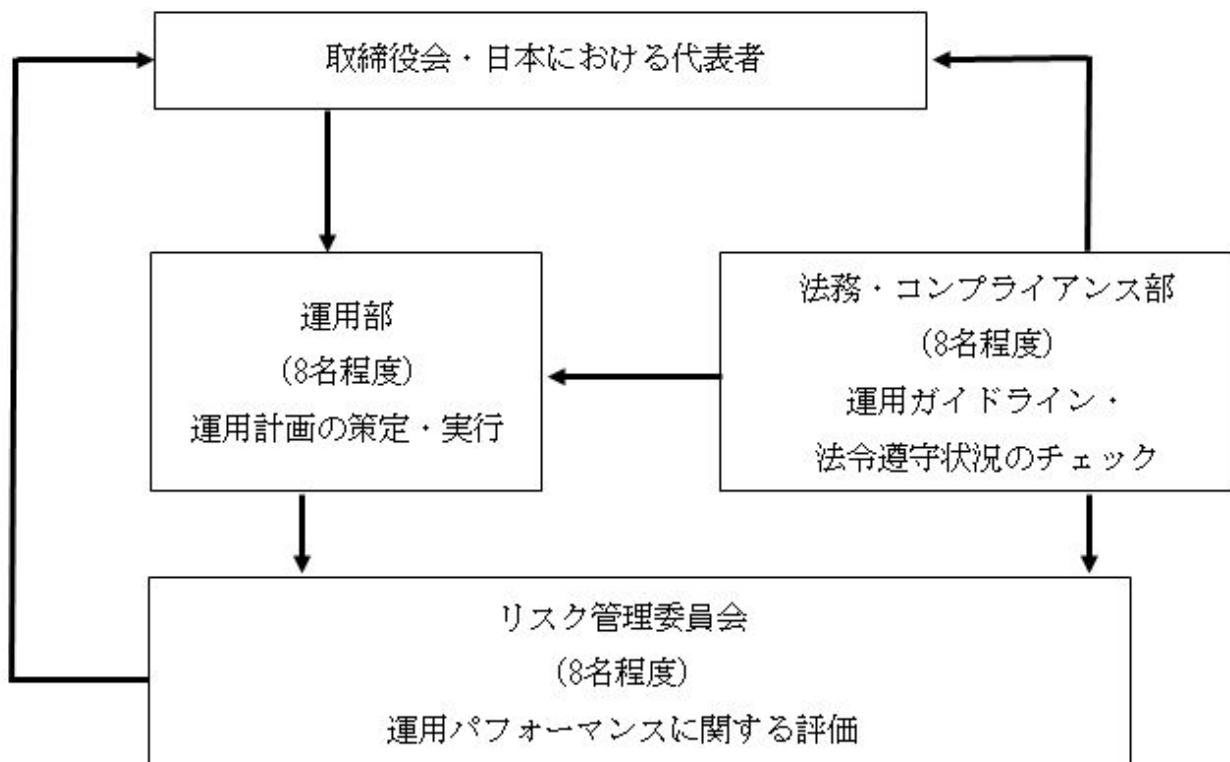 取締役会・日本における代表者
運用部
(8名程度)
運用計画の策定・実行
法務・コンプライアンス部
(8名程度)
運用ガイドライン・
法令遵守状況のチェック
リスク管理委員会
(8名程度)
運用パフォーマンスに関する評価